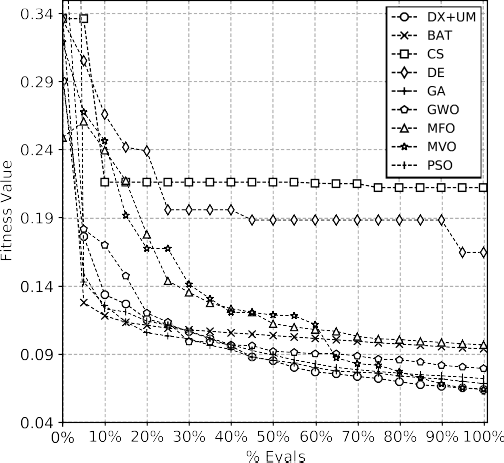 0.34
0.29
0.24
0.19
0.14
0.09
0.04
Fitness Value
DX+UM
BAT
CS
DE
GA
GWO
MFO
MVO
PSO
0% 10% 20% 30% 40% 50% 60% 70% 80% 90% 100%
% Evals